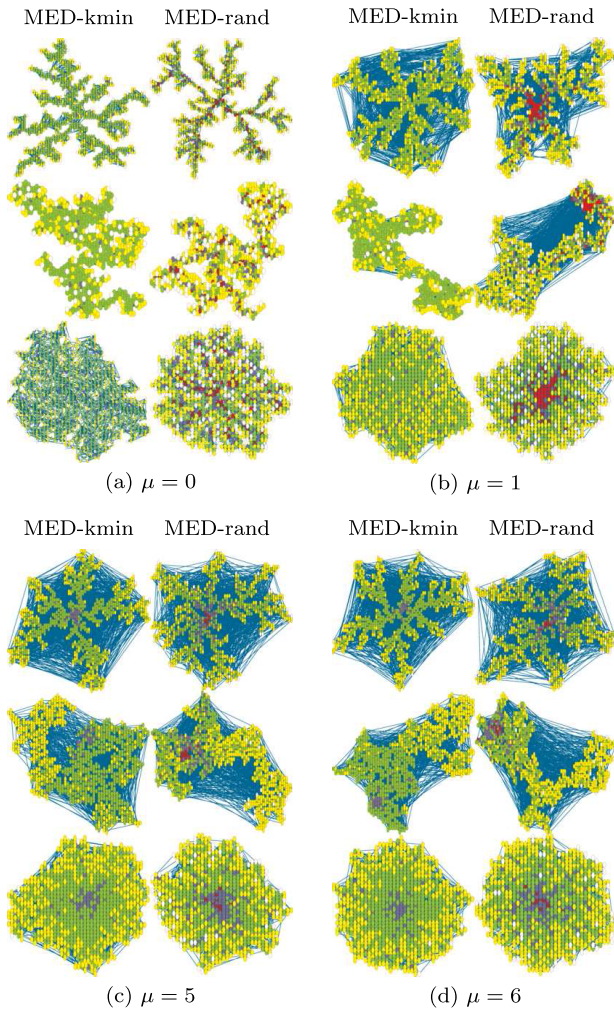 MED-kmin MED-rand MED-kmin MED-rand
(a) μ = 0 (b) μ = 1
MED-kmin MED-rand MED-kmin MED-rand
(c) μ = 5 (d) μ = 6